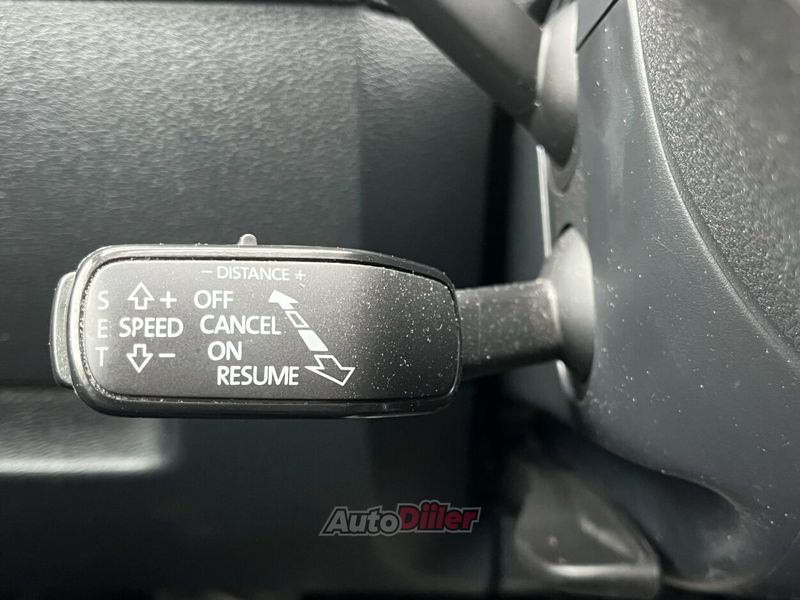 − DISTANCE +
S + OFF
E SPEED CANCEL
T − ON
RESUME
AutoDiiler